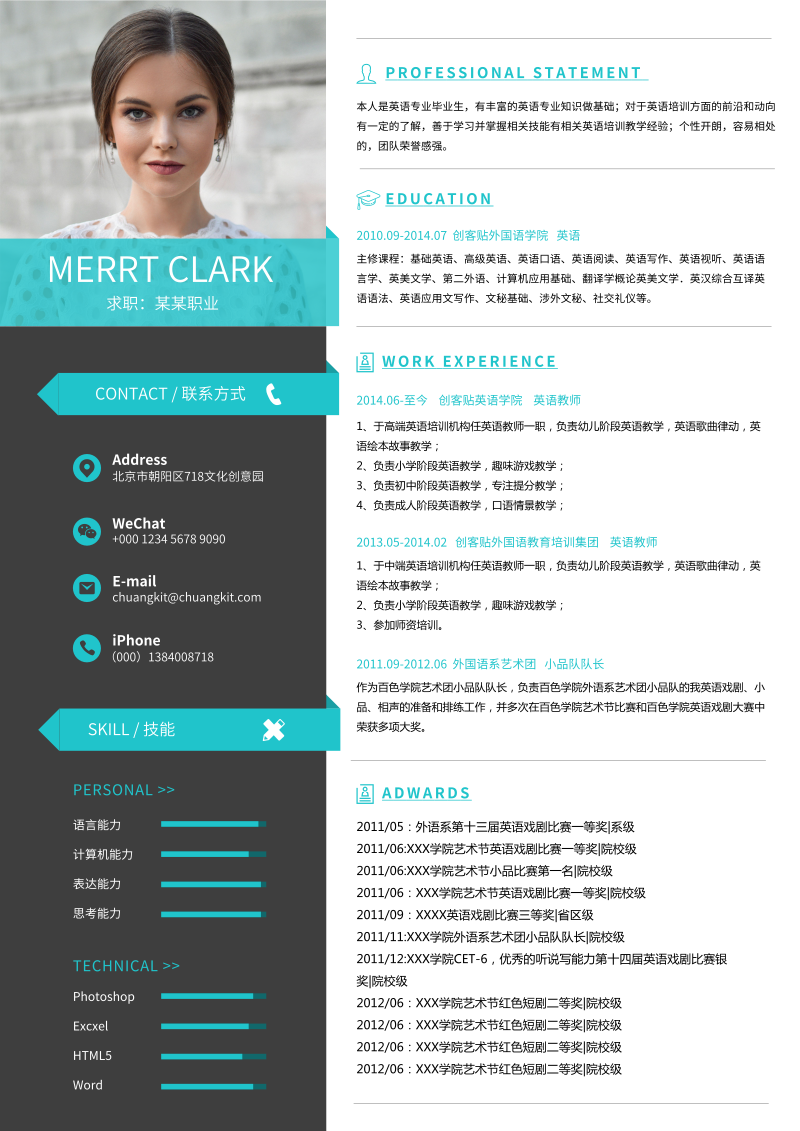 MERRT CLARK
求职：某某职业
CONTACT / 联系方式
Address
北京市朝阳区718文化创意园
WeChat
+000 1234 5678 9090
E-mail
chuangkit@chuangkit.com
iPhone
（000）1384008718
SKILL / 技能
PERSONAL >>
语言能力
计算机能力
表达能力
思考能力
TECHNICAL >>
Photoshop
Excxel
HTML5
Word
PROFESSIONAL STATEMENT
本人是英语专业毕业生，有丰富的英语专业知识做基础；对于英语培训方面的前沿和动向
有一定的了解，善于学习并掌握相关技能有相关英语培训教学经验；个性开朗，容易相处
的，团队荣誉感强。
EDUCATION
2010.09-2014.07 创客贴外国语学院 英语
主修课程：基础英语、高级英语、英语口语、英语阅读、英语写作、英语视听、英语语
言学、英美文学、第二外语、计算机应用基础、翻译学概论英美文学．英汉综合互译英
语语法、英语应用文写作、文秘基础、涉外文秘、社交礼仪等。
WORK EXPERIENCE
2014.06-至今 创客贴英语学院 英语教师
1、于高端英语培训机构任英语教师一职，负责幼儿阶段英语教学，英语歌曲律动，英
语绘本故事教学；
2、负责小学阶段英语教学，趣味游戏教学；
3、负责初中阶段英语教学，专注提分教学；
4、负责成人阶段英语教学，口语情景教学；
2013.05-2014.02 创客贴外国语教育培训集团 英语教师
1、于中端英语培训机构任英语教师一职，负责幼儿阶段英语教学，英语歌曲律动，英
语绘本故事教学；
2、负责小学阶段英语教学，趣味游戏教学；
3、参加师资培训。
2011.09-2012.06 外国语系艺术团 小品队队长
作为百色学院艺术团小品队队长，负责百色学院外语系艺术团小品队的我英语戏剧、小
品、相声的准备和排练工作，并多次在百色学院艺术节比赛和百色学院英语戏剧大赛中
荣获多项大奖。
ADWARDS
2011/05：外语系第十三届英语戏剧比赛一等奖|系级
2011/06:XXX学院艺术节英语戏剧比赛一等奖|院校级
2011/06:XXX学院艺术节小品比赛第一名|院校级
2011/06：XXX学院艺术节英语戏剧比赛一等奖|院校级
2011/09：XXXX英语戏剧比赛三等奖|省区级
2011/11:XXX学院外语系艺术团小品队队长|院校级
2011/12:XXX学院CET-6，优秀的听说写能力第十四届英语戏剧比赛银
奖|院校级
2012/06：XXX学院艺术节红色短剧二等奖|院校级
2012/06：XXX学院艺术节红色短剧二等奖|院校级
2012/06：XXX学院艺术节红色短剧二等奖|院校级
2012/06：XXX学院艺术节红色短剧二等奖|院校级